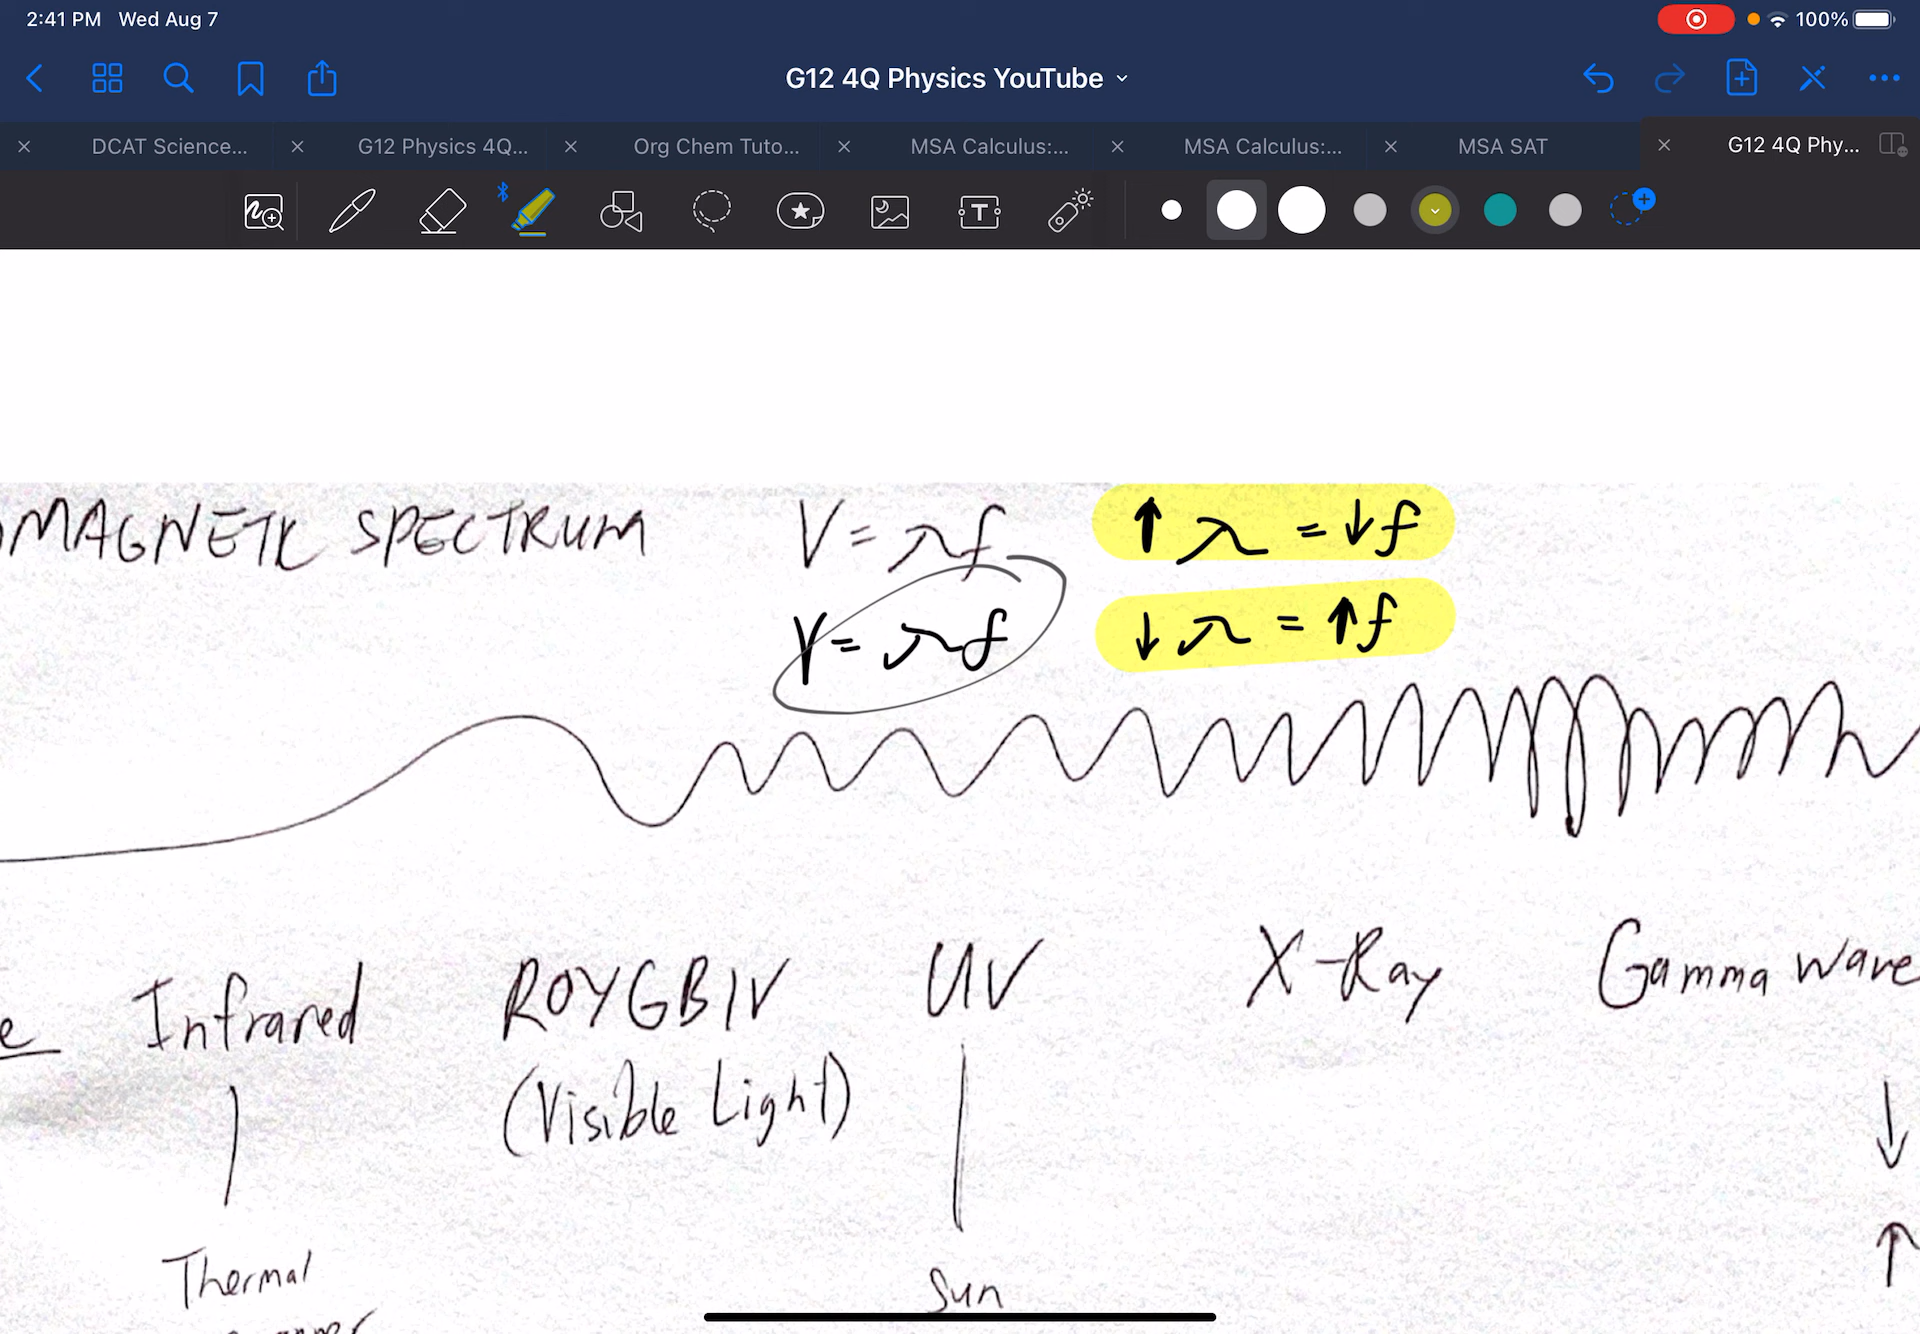 2:41 PM Wed Aug 7 100%
G12 4Q Physics YouTube
DCAT Science... G12 Physics 4Q... Org Chem Tuto... MSA Calculus:... MSA Calculus:... MSA SAT G12 4Q Phy...
T
OMAGNETIC SPECTRUM V = λf ↑ λ = ↓ f
V = λf ↓ λ = ↑ f
e Infrared ROYGBIV UV X-Ray Gamma Wave
(Visible Light) ↓
↑
Thermal Sun